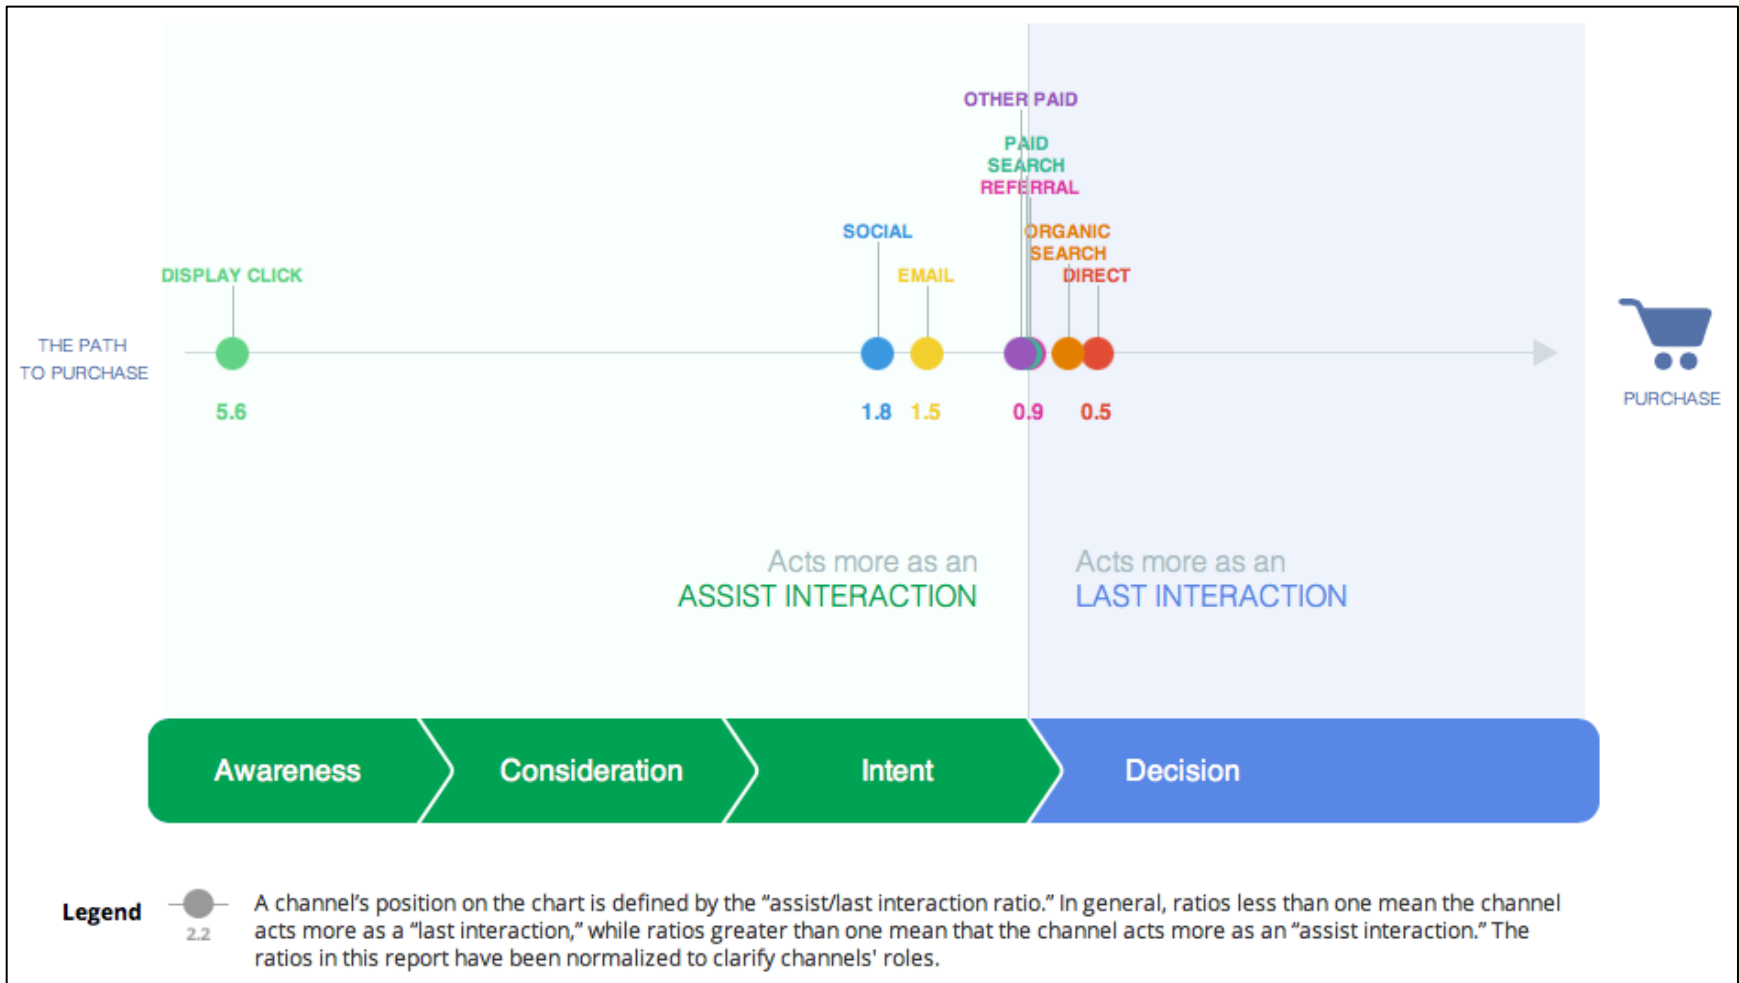 OTHER PAID
PAID
SEARCH
REFERRAL
SOCIAL
ORGANIC
SEARCH
DISPLAY CLICK
EMAIL
DIRECT
THE PATH
TO PURCHASE
5.6
1.8
1.5
0.9
0.5
PURCHASE
Acts more as an
ASSIST INTERACTION
Acts more as an
LAST INTERACTION
Awareness
Consideration
Intent
Decision
Legend
2.2
A channel’s position on the chart is defined by the “assist/last interaction ratio.” In general, ratios less than one mean the channel
acts more as a “last interaction,” while ratios greater than one mean that the channel acts more as an “assist interaction.” The
ratios in this report have been normalized to clarify channels' roles.